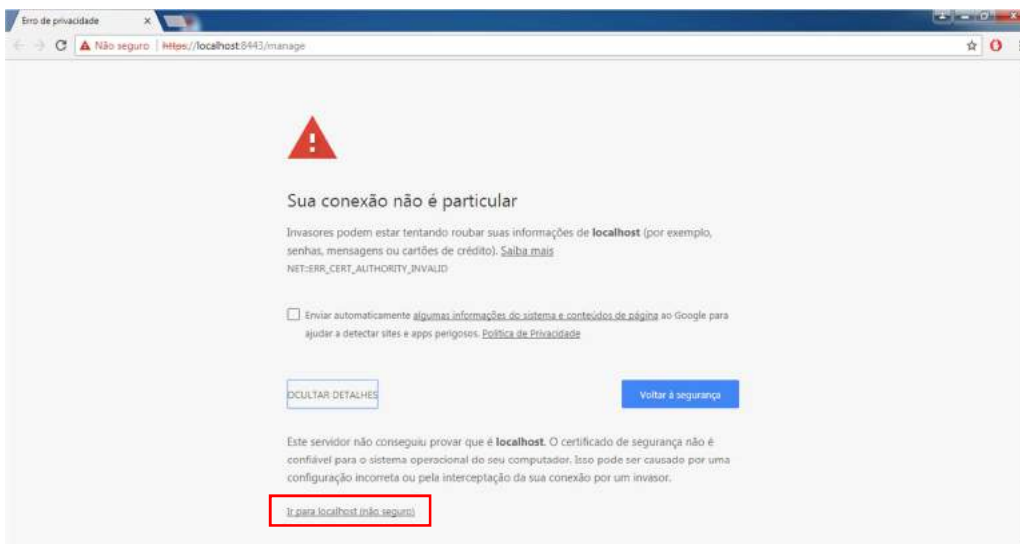 Erro de privacidade
Não seguro | https://localhost:8443/manage
Sua conexão não é particular
Invasores podem estar tentando roubar suas informações de localhost (por exemplo,
senhas, mensagens ou cartões de crédito). Saiba mais
NET::ERR_CERT_AUTHORITY_INVALID
Enviar automaticamente algumas informações do sistema e conteúdos de página ao Google para
ajudar a detectar sites e apps perigosos. Política de Privacidade
OCULTAR DETALHES
Voltar à segurança
Este servidor não conseguiu provar que é localhost. O certificado de segurança não é
confiável para o sistema operacional do seu computador. Isso pode ser causado por uma
configuração incorreta ou pela interceptação da sua conexão por um invasor.
Ir para localhost (não seguro)